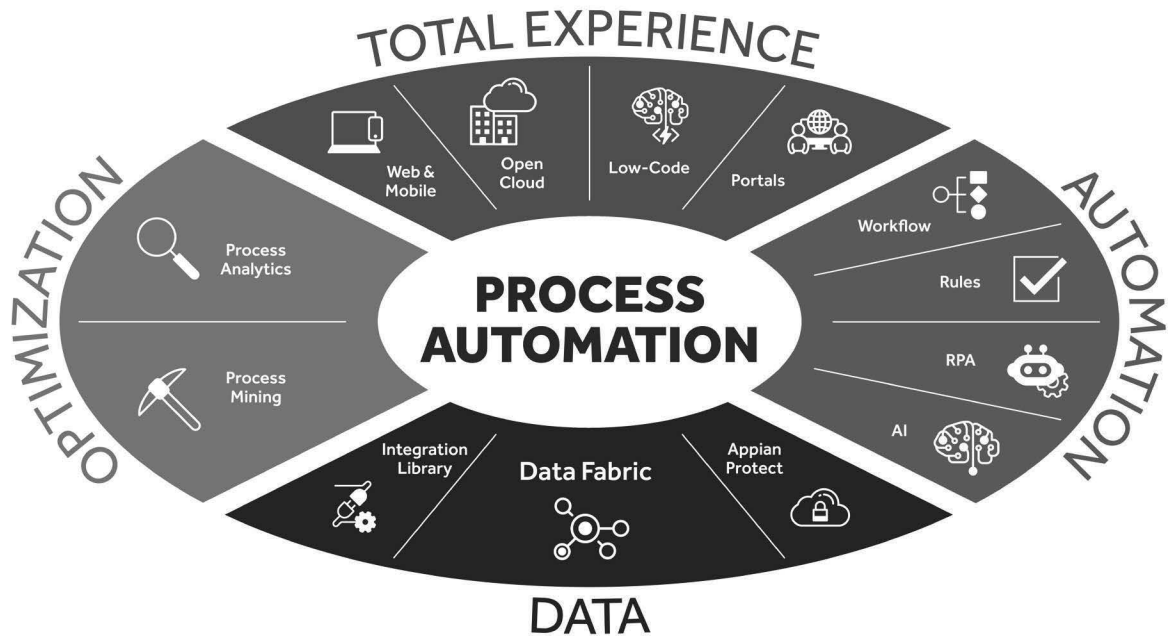 TOTAL EXPERIENCE
Web &
Mobile
Open
Cloud
Low-Code
Portals
OPTIMIZATION
Process
Analytics
Process
Mining
PROCESS
AUTOMATION
AUTOMATION
Workflow
Rules
RPA
AI
Integration
Library
Data Fabric
Appian
Protect
DATA